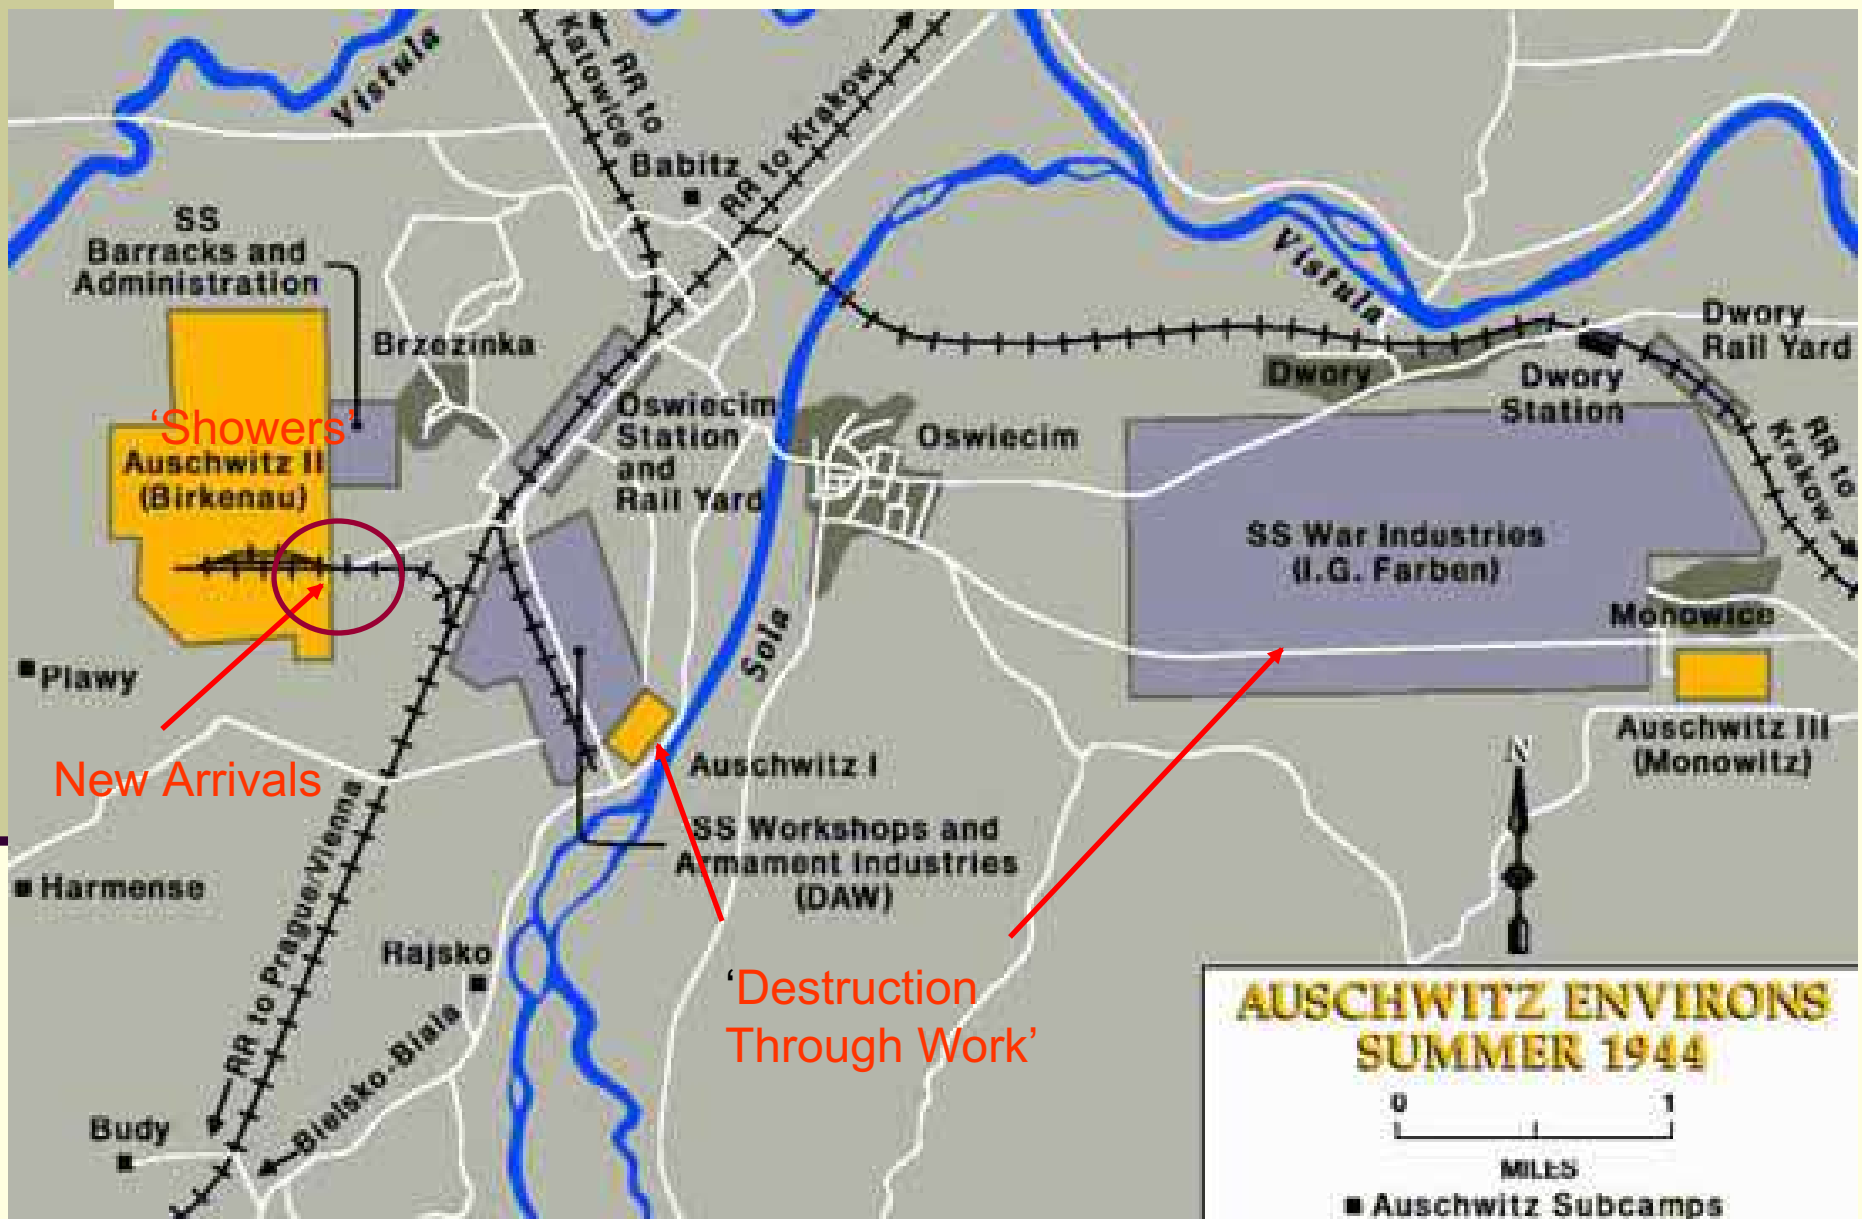 Vistula
RR to
Katowice
RR to Krakow
Babitz
SS
Barracks and
Administration
Brzezinka
'Showers'
Auschwitz II
(Birkenau)
Oswiecim
Station
and
Rail Yard
Oswiecim
Vistula
Dwory
Dwory
Station
Dwory
Rail Yard
RR to
Krakow
SS War Industries
(I.G. Farben)
Monowice
Auschwitz III
(Monowitz)
Sola
Plawy
New Arrivals
Auschwitz I
SS Workshops and
Armament Industries
(DAW)
Harmense
RR to Prague/Vienna
Rajsko
Bielsko-Biala
Budy
'Destruction
Through Work'
N
AUSCHWITZ ENVIRONS
SUMMER 1944
0 1
MILES
Auschwitz Subcamps